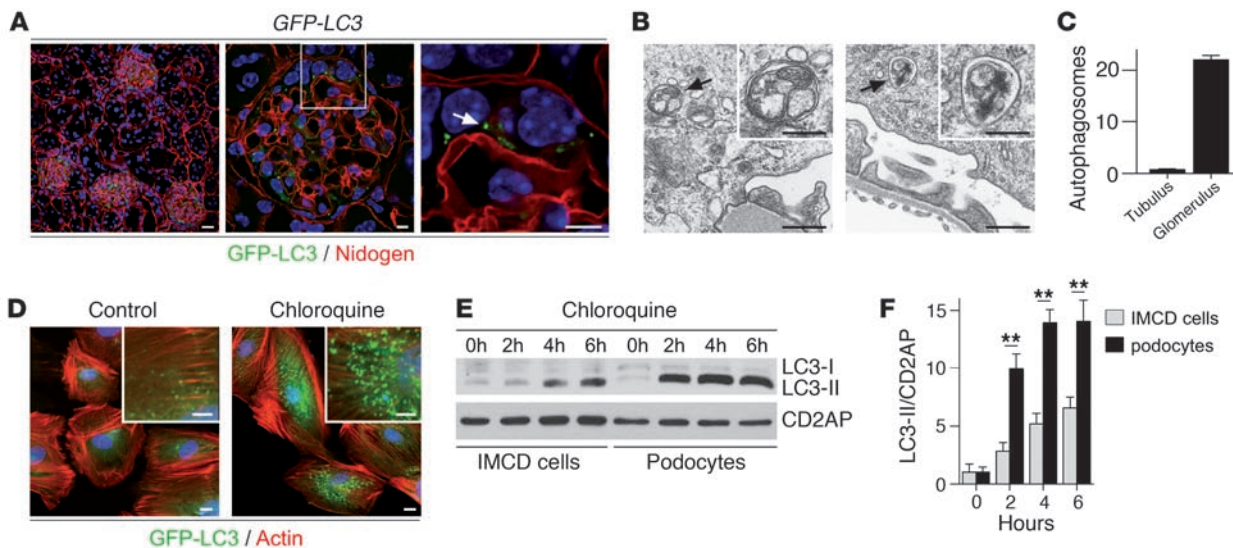 A
GFP-LC3
GFP-LC3 / Nidogen
B
C
Autophagosomes
20
10
0
Tubulus
Glomerulus
D
Control
Chloroquine
GFP-LC3 / Actin
E
Chloroquine
0h 2h 4h 6h 0h 2h 4h 6h
LC3-I
LC3-II
CD2AP
IMCD cells
Podocytes
F
LC3-II/CD2AP
15
10
5
0
** ** **
0 2 4 6
Hours
IMCD cells
podocytes